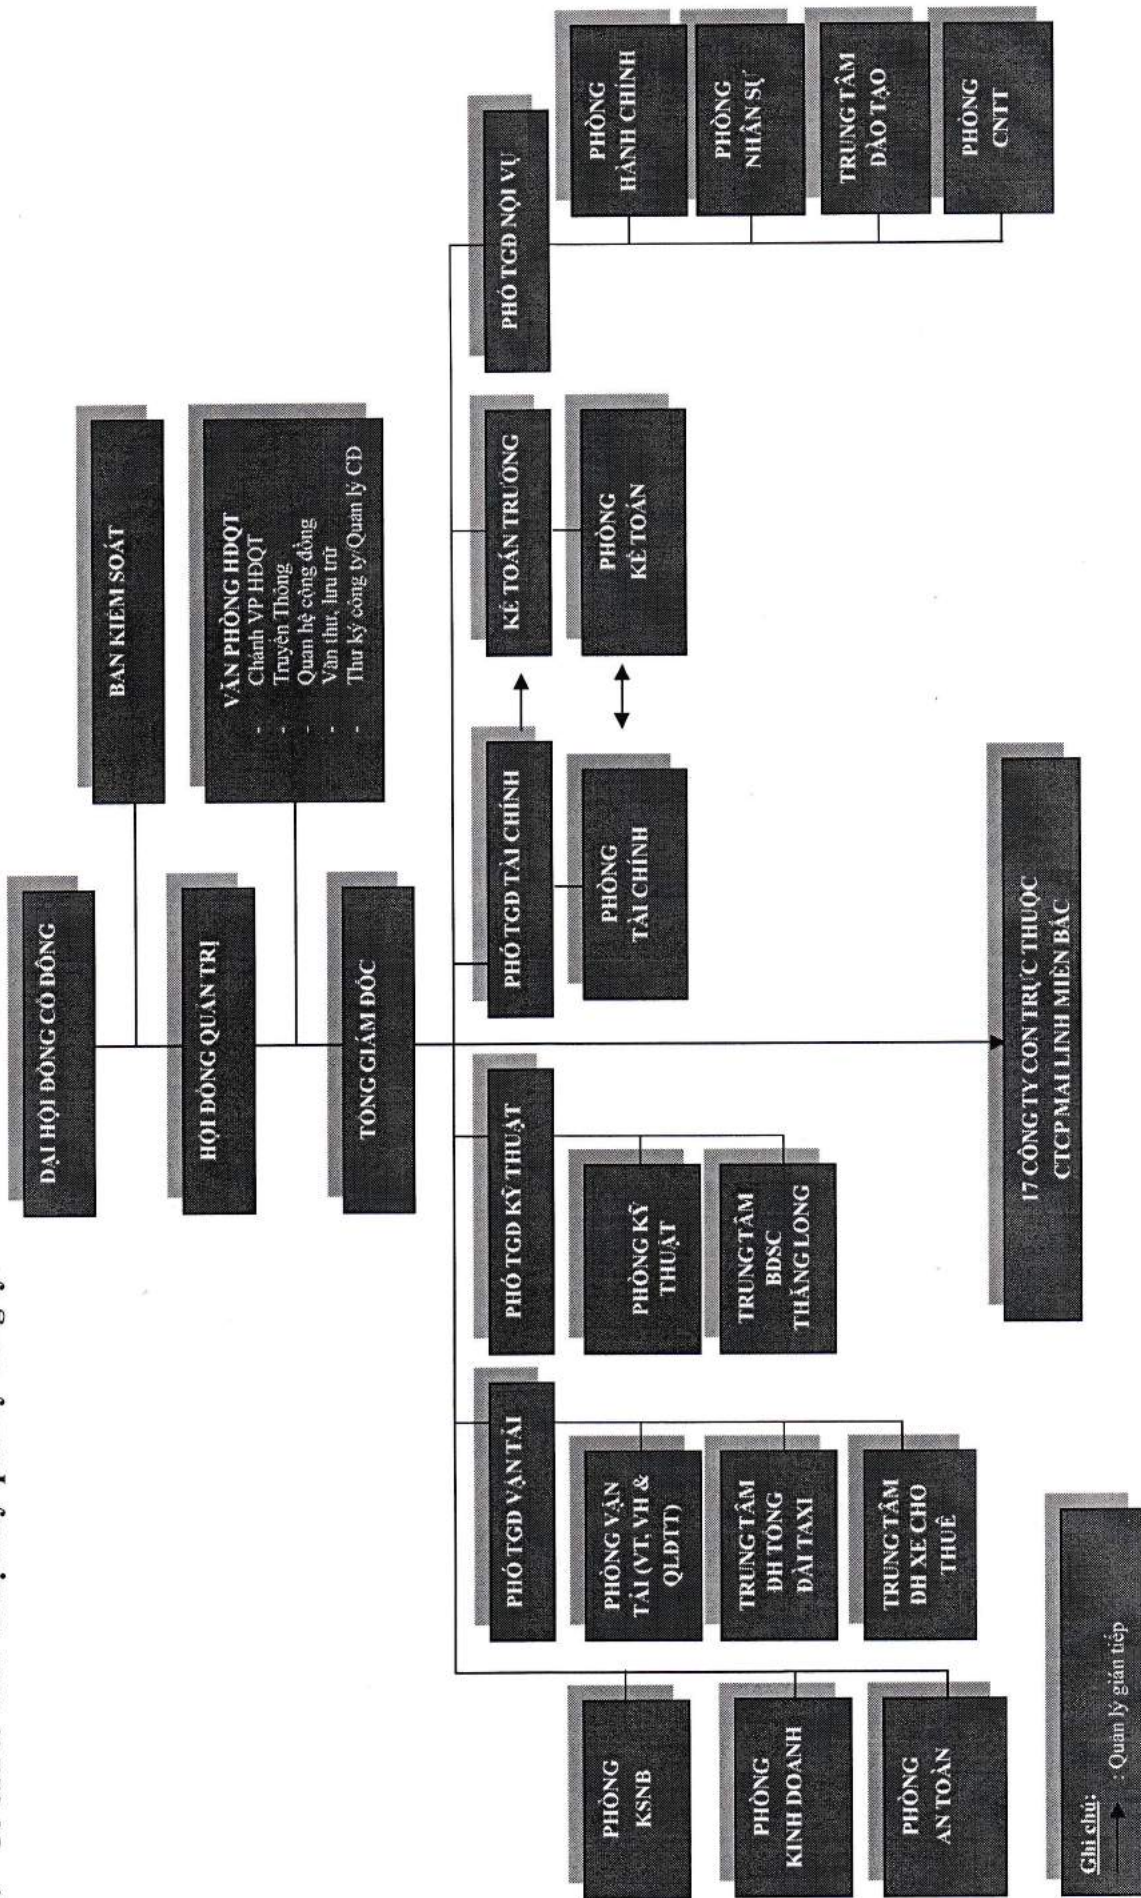 ĐẠI HỘI ĐỒNG CỔ ĐÔNG
BAN KIỂM SOÁT
HỘI ĐỒNG QUẢN TRỊ
VĂN PHÒNG HĐQT
- Chánh VP HĐQT
- Truyền Thông
- Quan hệ cộng đồng
- Văn thư, lưu trữ
- Thư ký công ty/Quản lý CĐ
TỔNG GIÁM ĐỐC
PHÓ TGĐ VẬN TẢI
PHÓ TGĐ KỸ THUẬT
PHÓ TGĐ TÀI CHÍNH
KẾ TOÁN TRƯỞNG
PHÓ TGĐ NỘI VỤ
PHÒNG
KSNB
PHÒNG
KINH DOANH
PHÒNG
AN TOÀN
PHÒNG VẬN
TẢI (VT, VH &
QLĐTT)
TRUNG TÂM
ĐH TỔNG
ĐÀI TAXI
TRUNG TÂM
ĐH XE CHO
THUÊ
PHÒNG KỸ
THUẬT
TRUNG TÂM
BDSC
THĂNG LONG
PHÒNG
TÀI CHÍNH
PHÒNG
KẾ TOÁN
PHÒNG
HÀNH CHÍNH
PHÒNG
NHÂN SỰ
TRUNG TÂM
ĐÀO TẠO
PHÒNG
CNTT
17 CÔNG TY CON TRỰC THUỘC
CTCP MAI LINH MIỀN BẮC
Ghi chú:
: Quản lý gián tiếp